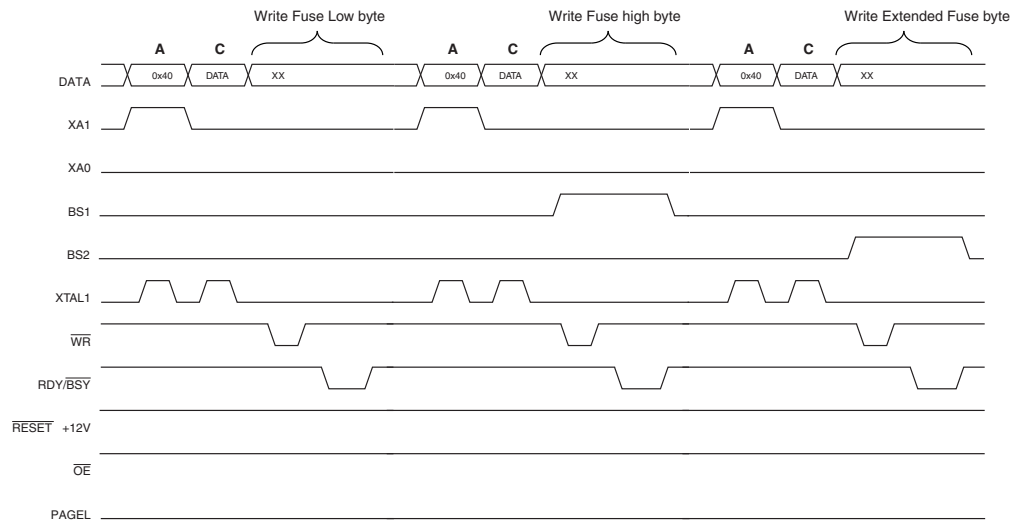 Write Fuse Low byte Write Fuse high byte Write Extended Fuse byte
A C A C A C
DATA 0x40 DATA XX 0x40 DATA XX 0x40 DATA XX
XA1
XA0
BS1
BS2
XTAL1
WR
RDY/BSY
RESET +12V
OE
PAGEL